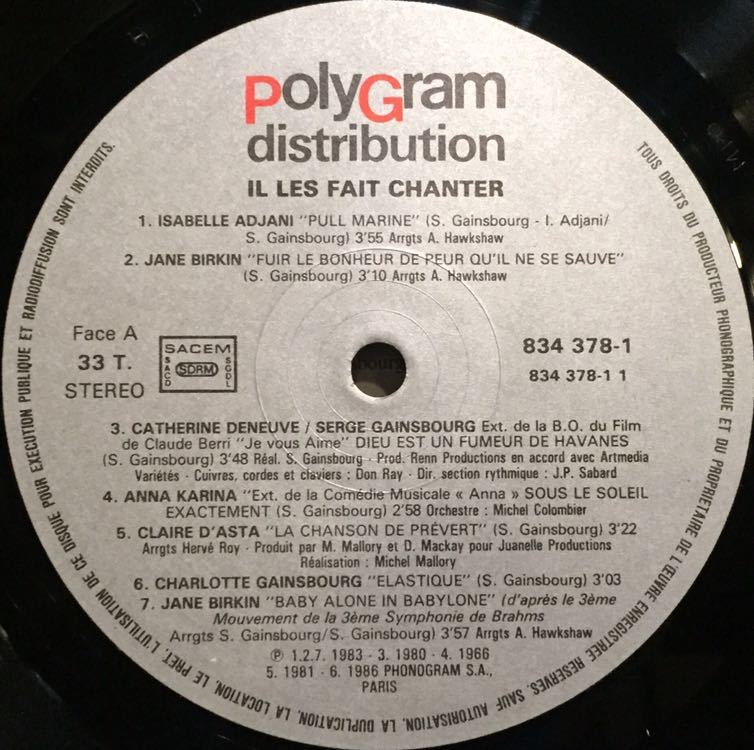 PolyGram
distribution
IL LES FAIT CHANTER
1. ISABELLE ADJANI "PULL MARINE" (S. Gainsbourg - I. Adjani/
S. Gainsbourg) 3'55 Arrgts A. Hawkshaw
2. JANE BIRKIN "FUIR LE BONHEUR DE PEUR QU'IL NE SE SAUVE"
(S. Gainsbourg) 3'10 Arrgts A. Hawkshaw
Face A
33 T.
STEREO
SACEM
SACD
SDRM
SGDL
834 378-1
834 378-1 1
3. CATHERINE DENEUVE / SERGE GAINSBOURG Ext. de la B.O. du Film
de Claude Berri "Je vous Aime" DIEU EST UN FUMEUR DE HAVANES
(S. Gainsbourg) 3'48 Réal. S. Gainsbourg - Prod. Renn Productions en accord avec Artmedia
Variétés - Cuivres, cordes et claviers : Don Ray - Dir. section rythmique : J.P. Sabard
4. ANNA KARINA "Ext. de la Comédie Musicale « Anna » SOUS LE SOLEIL
EXACTEMENT (S. Gainsbourg) 2'58 Orchestre : Michel Colombier
5. CLAIRE D'ASTA "LA CHANSON DE PRÉVERT" (S. Gainsbourg) 3'22
Arrgts Hervé Roy - Produit par M. Mallory et D. Mackay pour Juanelle Productions
Réalisation : Michel Mallory
6. CHARLOTTE GAINSBOURG "ELASTIQUE" (S. Gainsbourg) 3'03
7. JANE BIRKIN "BABY ALONE IN BABYLONE" (d'après le 3ème
Mouvement de la 3ème Symphonie de Brahms
Arrgts S. Gainsbourg/S. Gainsbourg) 3'57 Arrgts A. Hawkshaw
℗ 1.2.7. 1983 - 3. 1980 - 4. 1966
5. 1981 - 6. 1986 PHONOGRAM S.A.,
PARIS
TOUS DROITS DU PRODUCTEUR PHONOGRAPHIQUE ET DU PROPRIETAIRE DE L'ŒUVRE ENREGISTREE RESERVES. SAUF AUTORISATION, LA DUPLICATION, LA LOCATION, LE PRET, L'UTILISATION DE CE DISQUE POUR EXECUTION PUBLIQUE ET RADIODIFFUSION SONT INTERDITS.